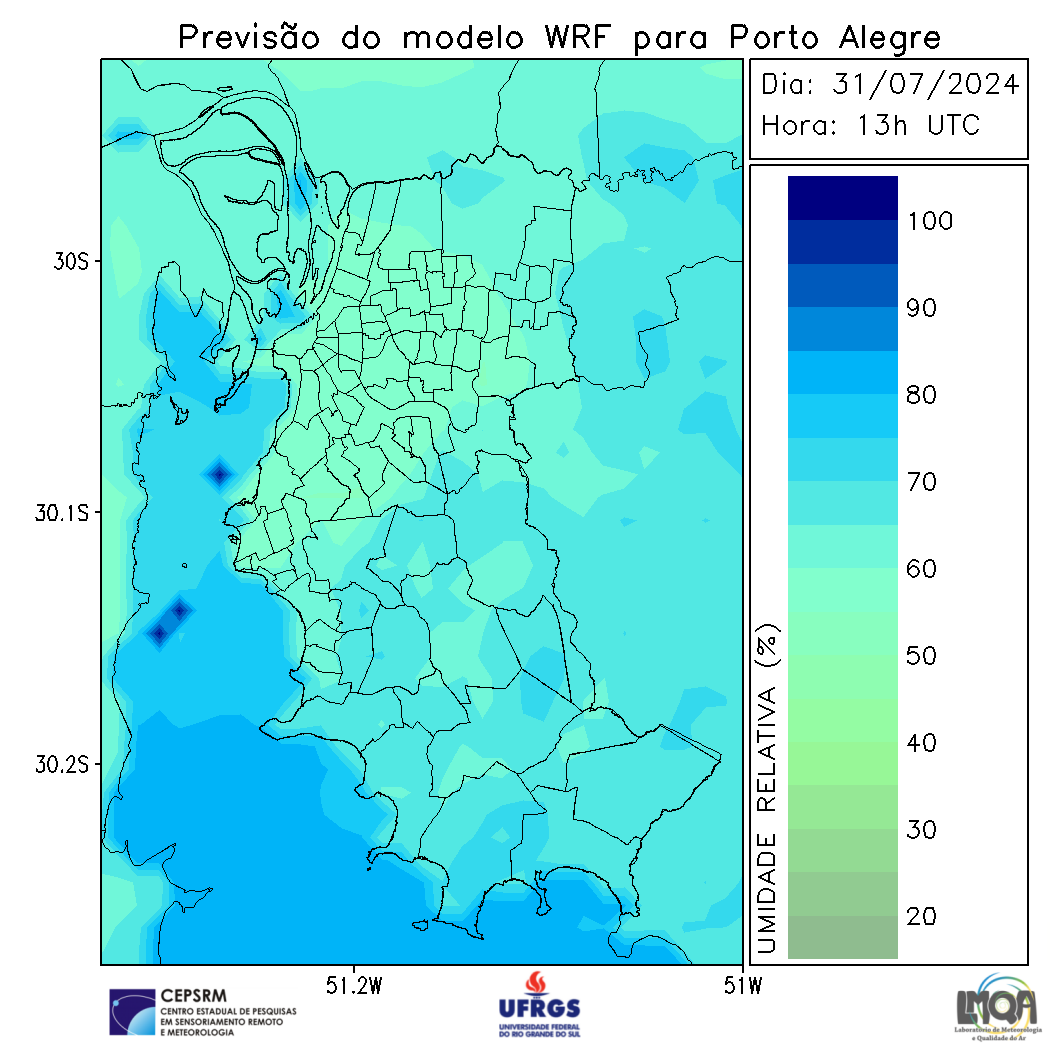 Previsão do modelo WRF para Porto Alegre
Dia: 31/07/2024
Hora: 13h UTC
100
90
80
70
60
50
40
30
20
UMIDADE RELATIVA (%)
30S
30.1S
30.2S
51.2W
51W
CEPSRM
CENTRO ESTADUAL DE PESQUISAS
EM SENSORIAMENTO REMOTO
E METEOROLOGIA
UFRGS
UNIVERSIDADE FEDERAL
DO RIO GRANDE DO SUL
LMQA
Laboratório de Meteorologia
e Qualidade do Ar